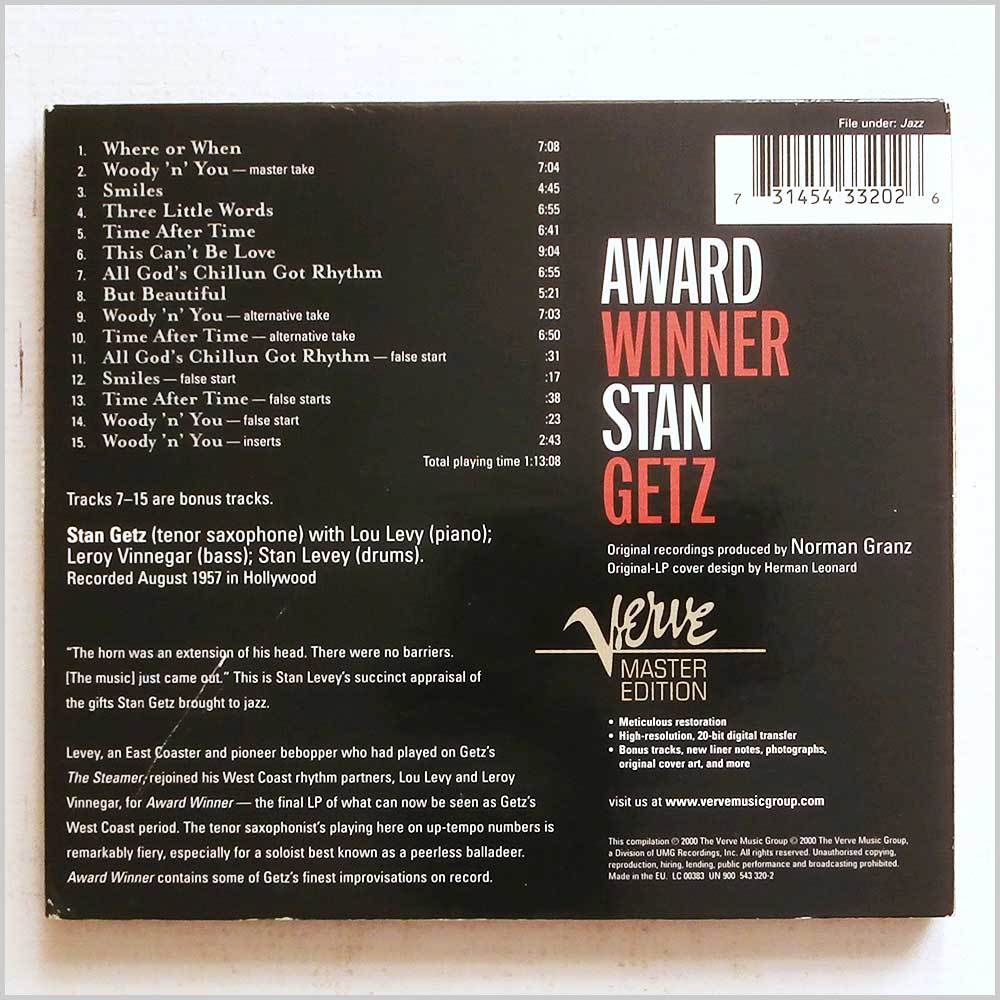 1. Where or When 7:08
2. Woody 'n' You — master take 7:04
3. Smiles 4:45
4. Three Little Words 6:55
5. Time After Time 6:41
6. This Can't Be Love 9:04
7. All God's Chillun Got Rhythm 6:55
8. But Beautiful 5:21
9. Woody 'n' You — alternative take 7:03
10. Time After Time — alternative take 6:50
11. All God's Chillun Got Rhythm — false start :31
12. Smiles — false start :17
13. Time After Time — false starts :38
14. Woody 'n' You — false start :23
15. Woody 'n' You — inserts 2:43
Total playing time 1:13:08
Tracks 7–15 are bonus tracks.
Stan Getz (tenor saxophone) with Lou Levy (piano);
Leroy Vinnegar (bass); Stan Levey (drums).
Recorded August 1957 in Hollywood
"The horn was an extension of his head. There were no barriers.
[The music] just came out." This is Stan Levey's succinct appraisal of
the gifts Stan Getz brought to jazz.
Levey, an East Coaster and pioneer bebopper who had played on Getz's
The Steamer, rejoined his West Coast rhythm partners, Lou Levy and Leroy
Vinnegar, for Award Winner — the final LP of what can now be seen as Getz's
West Coast period. The tenor saxophonist's playing here on up-tempo numbers is
remarkably fiery, especially for a soloist best known as a peerless balladeer.
Award Winner contains some of Getz's finest improvisations on record.
File under: Jazz
7 31454 33202 6
AWARD
WINNER
STAN
GETZ
Original recordings produced by Norman Granz
Original-LP cover design by Herman Leonard
Verve
MASTER
EDITION
• Meticulous restoration
• High-resolution, 20-bit digital transfer
• Bonus tracks, new liner notes, photographs,
original cover art, and more
visit us at www.vervemusicgroup.com
This compilation ℗ 2000 The Verve Music Group © 2000 The Verve Music Group,
a Division of UMG Recordings, Inc. All rights reserved. Unauthorised copying,
reproduction, hiring, lending, public performance and broadcasting prohibited.
Made in the EU. LC 00383 UN 900 543 320-2